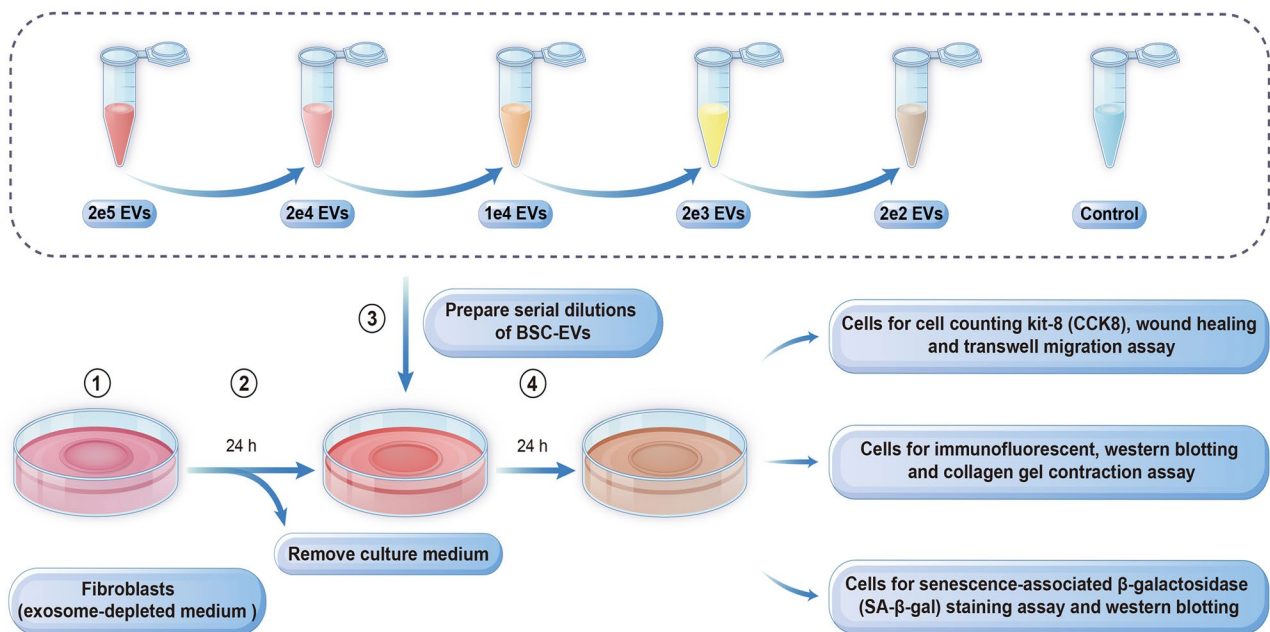 2e5 EVs
2e4 EVs
1e4 EVs
2e3 EVs
2e2 EVs
Control
3
Prepare serial dilutions
of BSC-EVs
Cells for cell counting kit-8 (CCK8), wound healing
and transwell migration assay
1
2
4
24 h
24 h
Cells for immunofluorescent, western blotting
and collagen gel contraction assay
Remove culture medium
Fibroblasts
(exosome-depleted medium )
Cells for senescence-associated β-galactosidase
(SA-β-gal) staining assay and western blotting